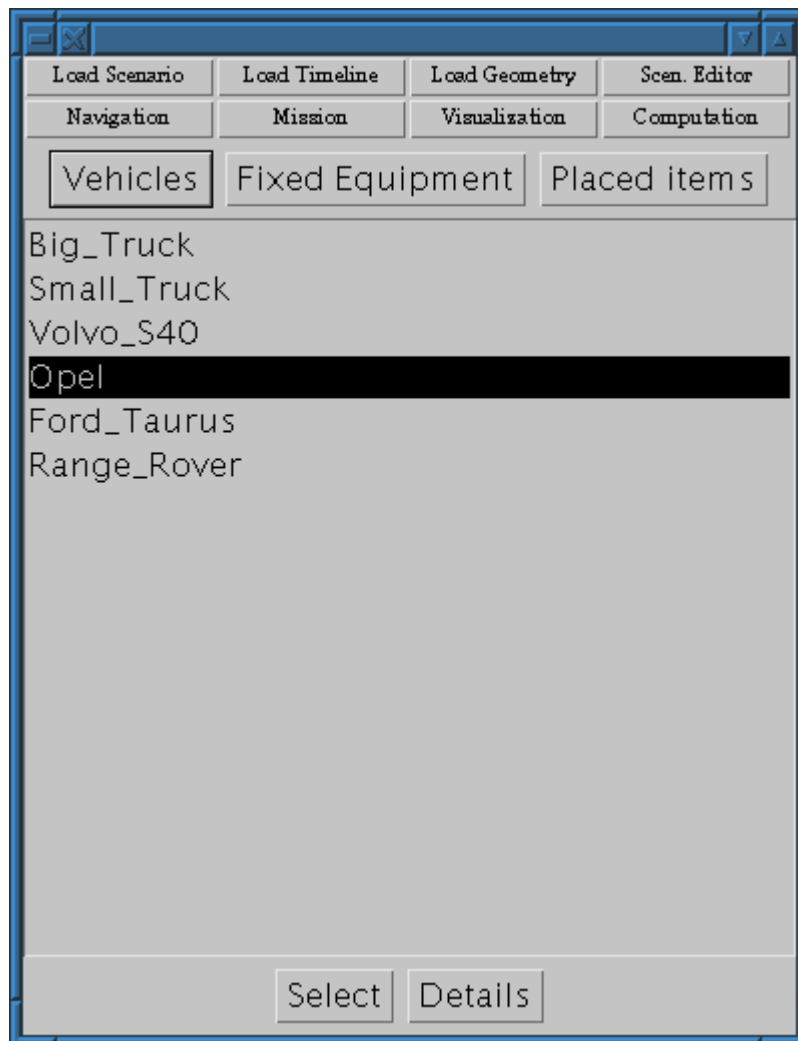 Load Scenario Load Timeline Load Geometry Scen. Editor
Navigation Mission Visualization Computation
Vehicles Fixed Equipment Placed items
Big_Truck
Small_Truck
Volvo_S40
Opel
Ford_Taurus
Range_Rover
Select Details